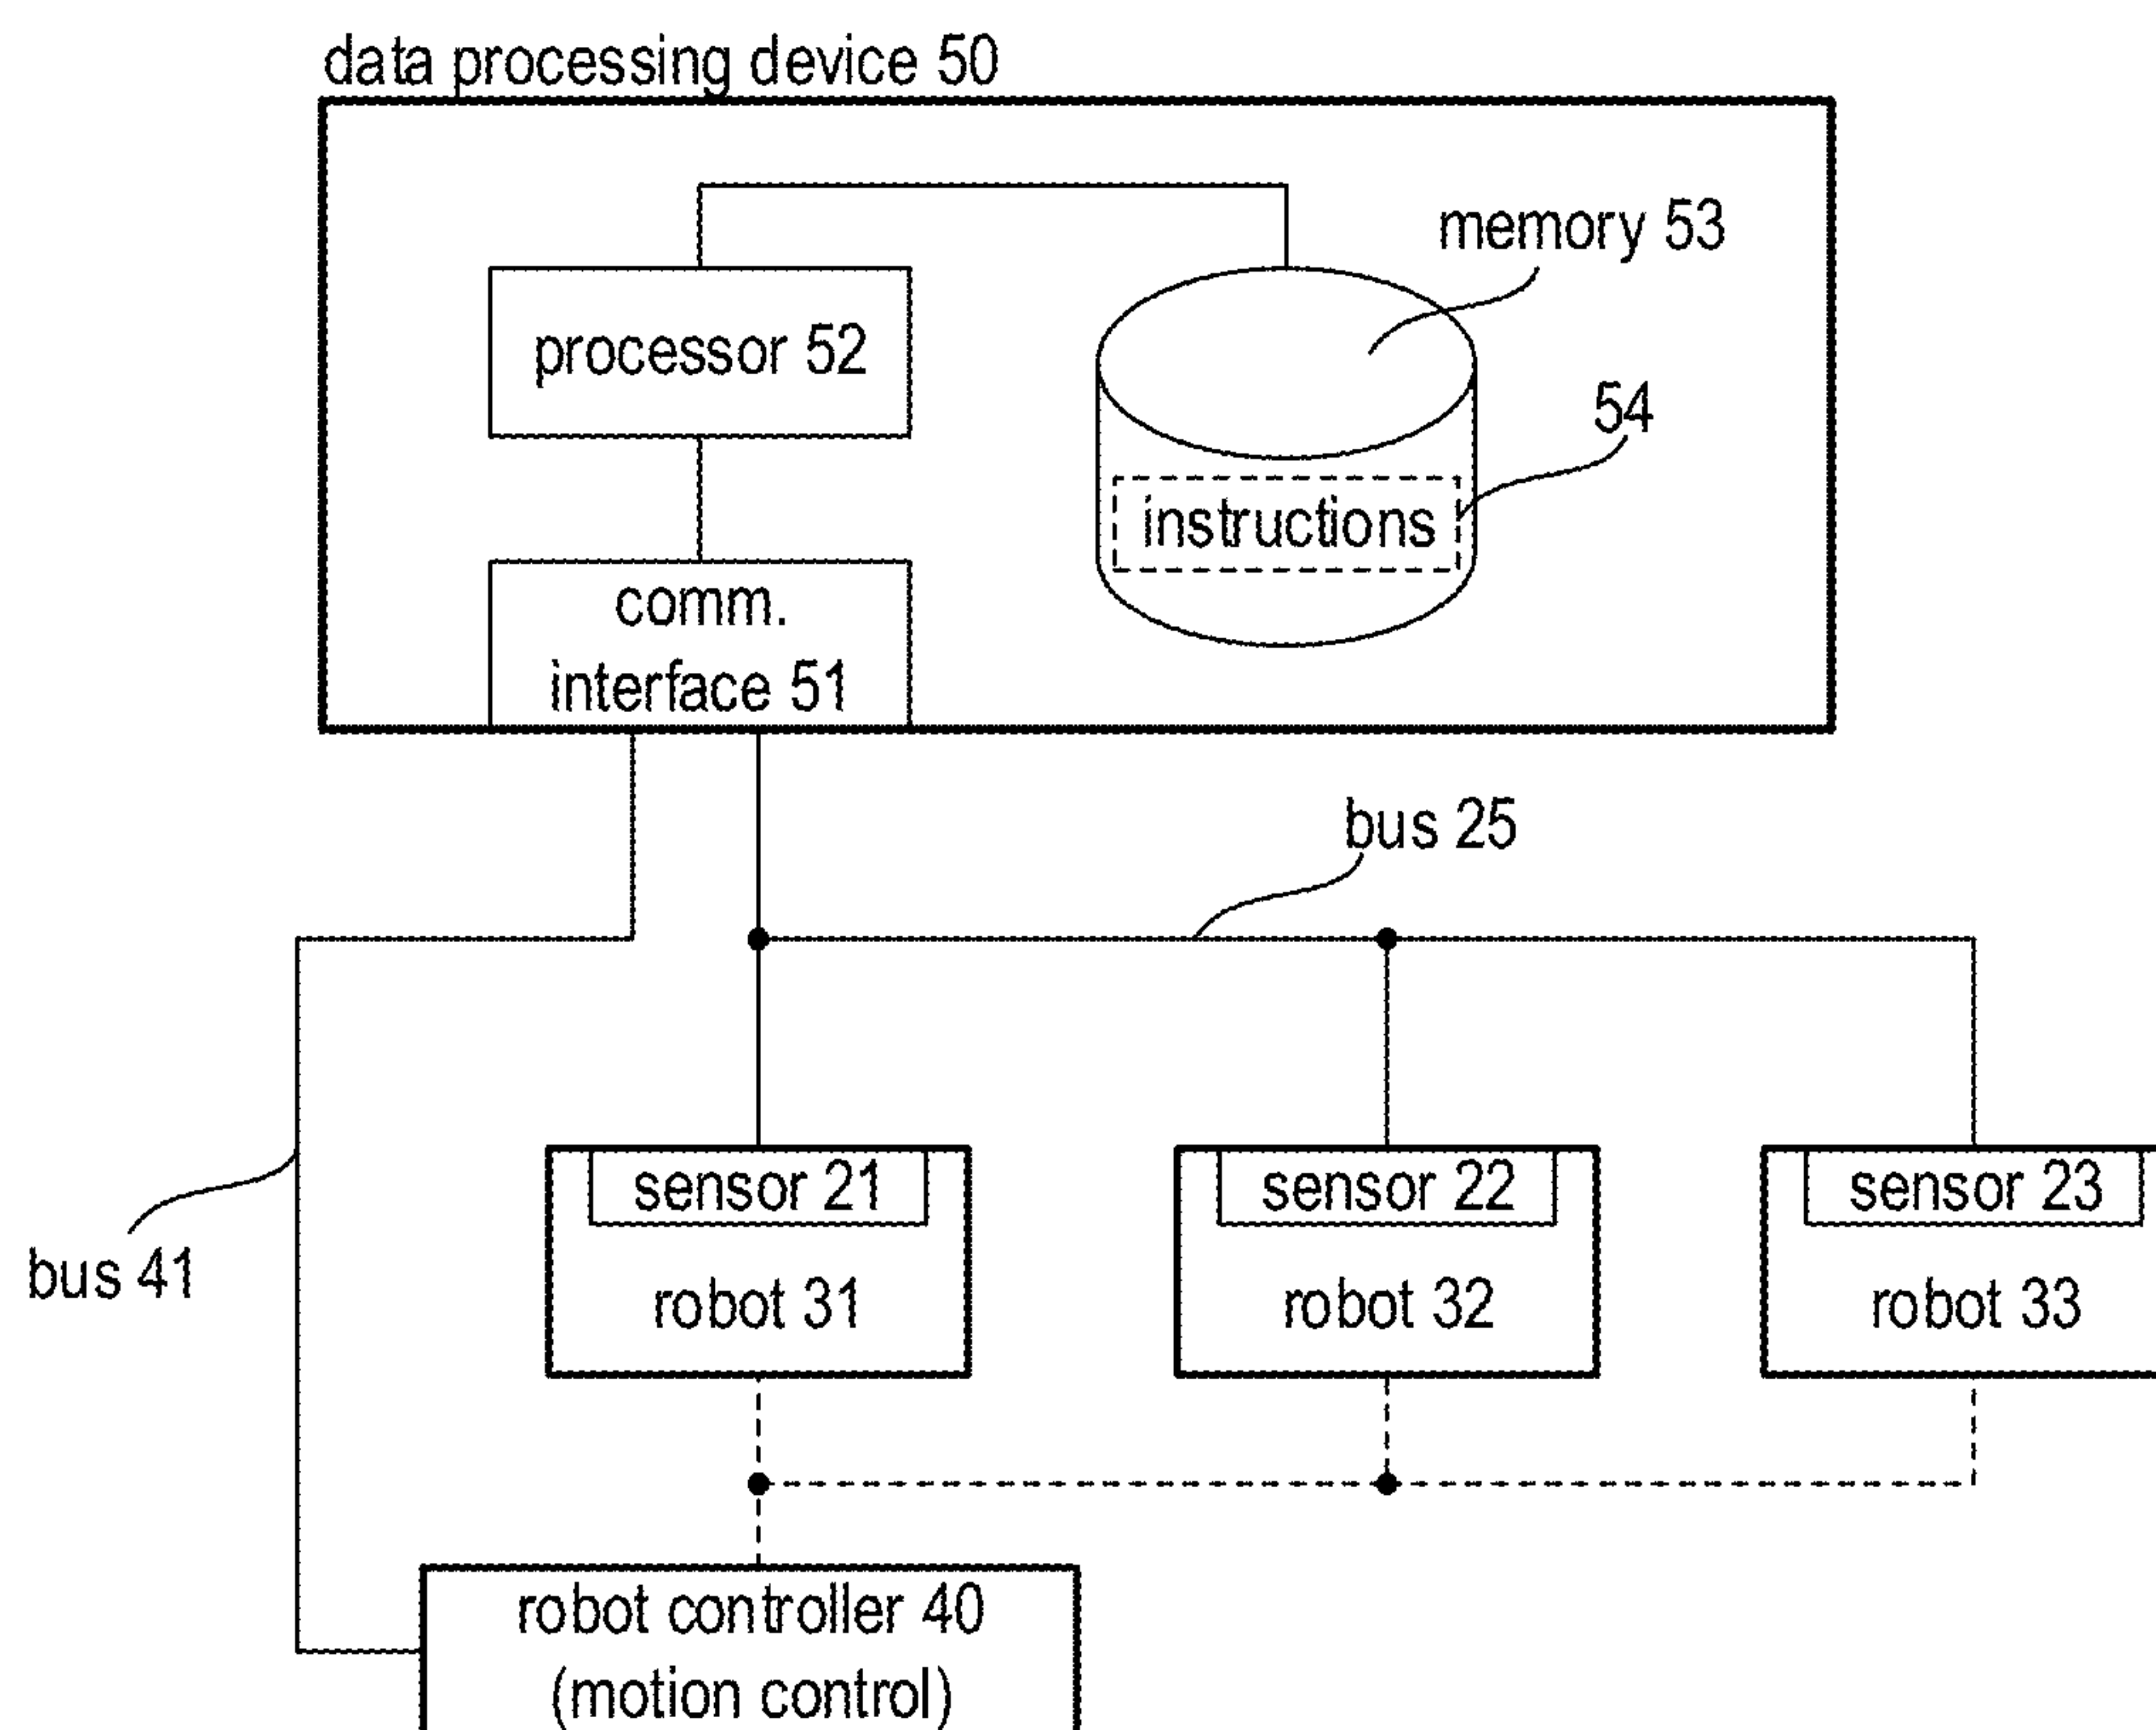 data processing device 50
memory 53
processor 52
54
instructions
comm.
interface 51
bus 25
sensor 21
sensor 22
sensor 23
bus 41
robot 31
robot 32
robot 33
robot controller 40
(motion control)